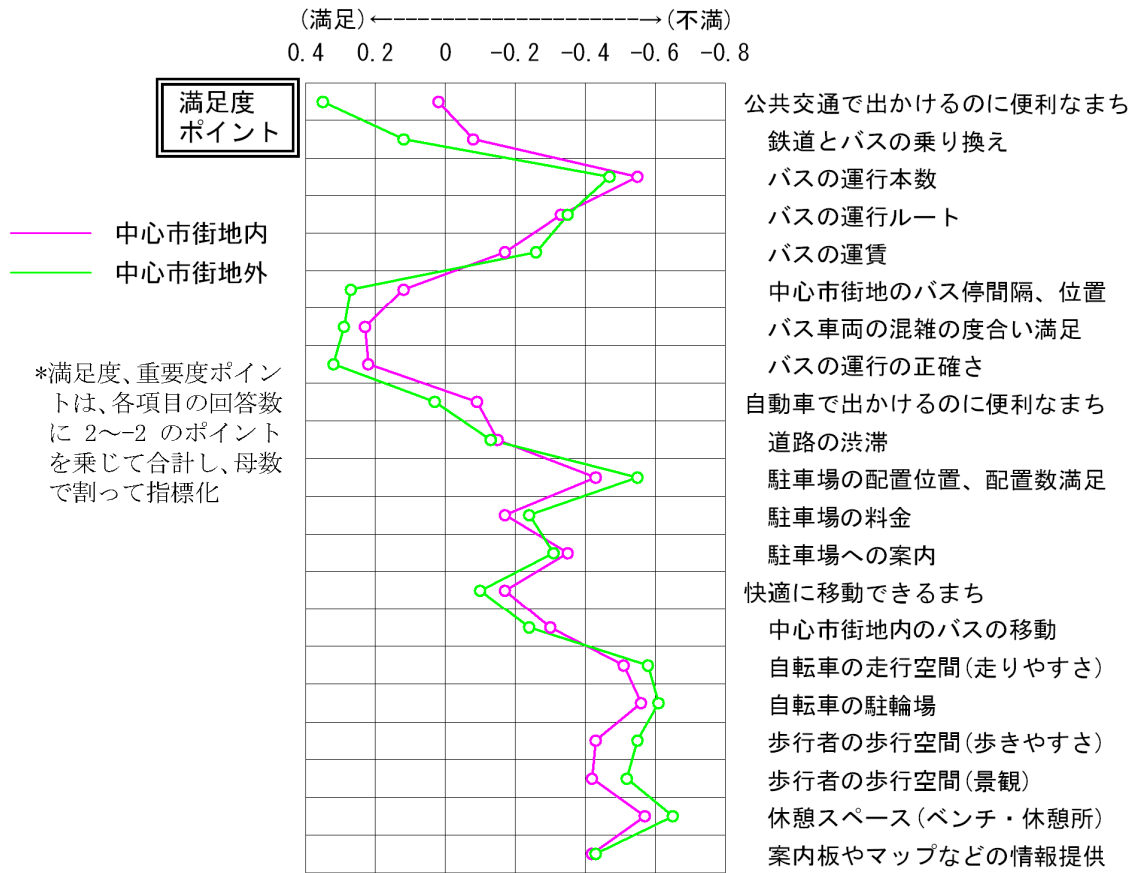 (満足)←--------------------→(不満)
0.4 0.2 0 -0.2 -0.4 -0.6 -0.8
満足度
ポイント
中心市街地内
中心市街地外
*満足度、重要度ポイン
トは、各項目の回答数
に 2～-2 のポイント
を乗じて合計し、母数
で割って指標化
公共交通で出かけるのに便利なまち
鉄道とバスの乗り換え
バスの運行本数
バスの運行ルート
バスの運賃
中心市街地のバス停間隔、位置
バス車両の混雑の度合い満足
バスの運行の正確さ
自動車で出かけるのに便利なまち
道路の渋滞
駐車場の配置位置、配置数満足
駐車場の料金
駐車場への案内
快適に移動できるまち
中心市街地内のバスの移動
自転車の走行空間(走りやすさ)
自転車の駐輪場
歩行者の歩行空間(歩きやすさ)
歩行者の歩行空間(景観)
休憩スペース(ベンチ・休憩所)
案内板やマップなどの情報提供